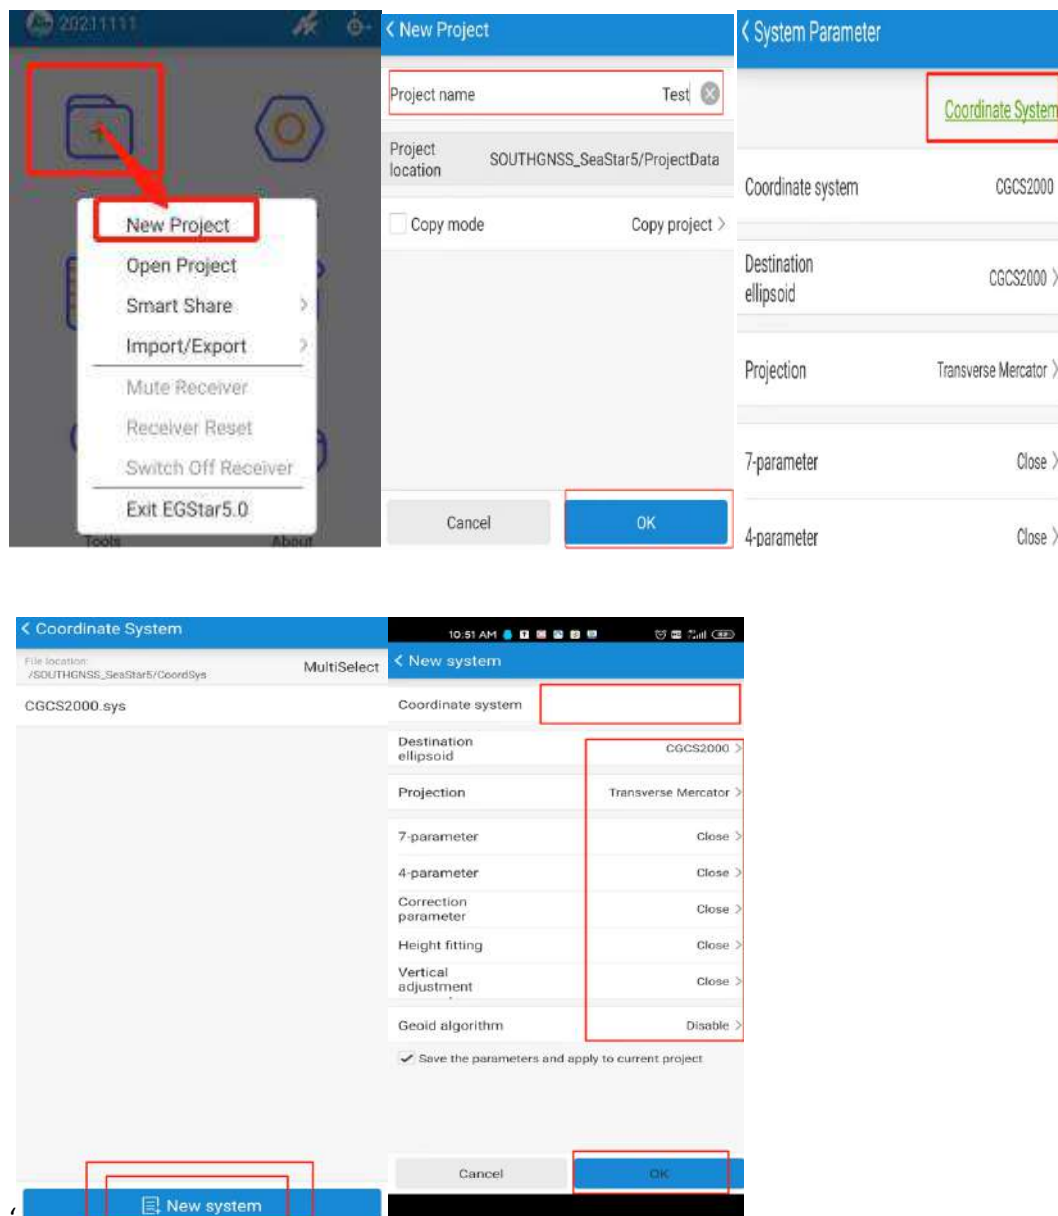 20211111
New Project
Open Project
Smart Share
Import/Export
Mute Receiver
Receiver Reset
Switch Off Receiver
Exit EGStar5.0
Tools About
< New Project
Project name Test
Project
location SOUTHGNSS_SeaStar5/ProjectData
Copy mode Copy project >
Cancel OK
< System Parameter
Coordinate System
Coordinate system CGCS2000
Destination
ellipsoid CGCS2000 >
Projection Transverse Mercator >
7-parameter Close >
4-parameter Close >
< Coordinate System
File location:
/SOUTHGNSS_SeaStar5/CoordSys MultiSelect
CGCS2000.sys
New system
10:51 AM
< New system
Coordinate system
Destination
ellipsoid CGCS2000 >
Projection Transverse Mercator >
7-parameter Close >
4-parameter Close >
Correction
parameter Close >
Height fitting Close >
Vertical
adjustment Close >
Geoid algorithm Disable >
Save the parameters and apply to current project
Cancel OK